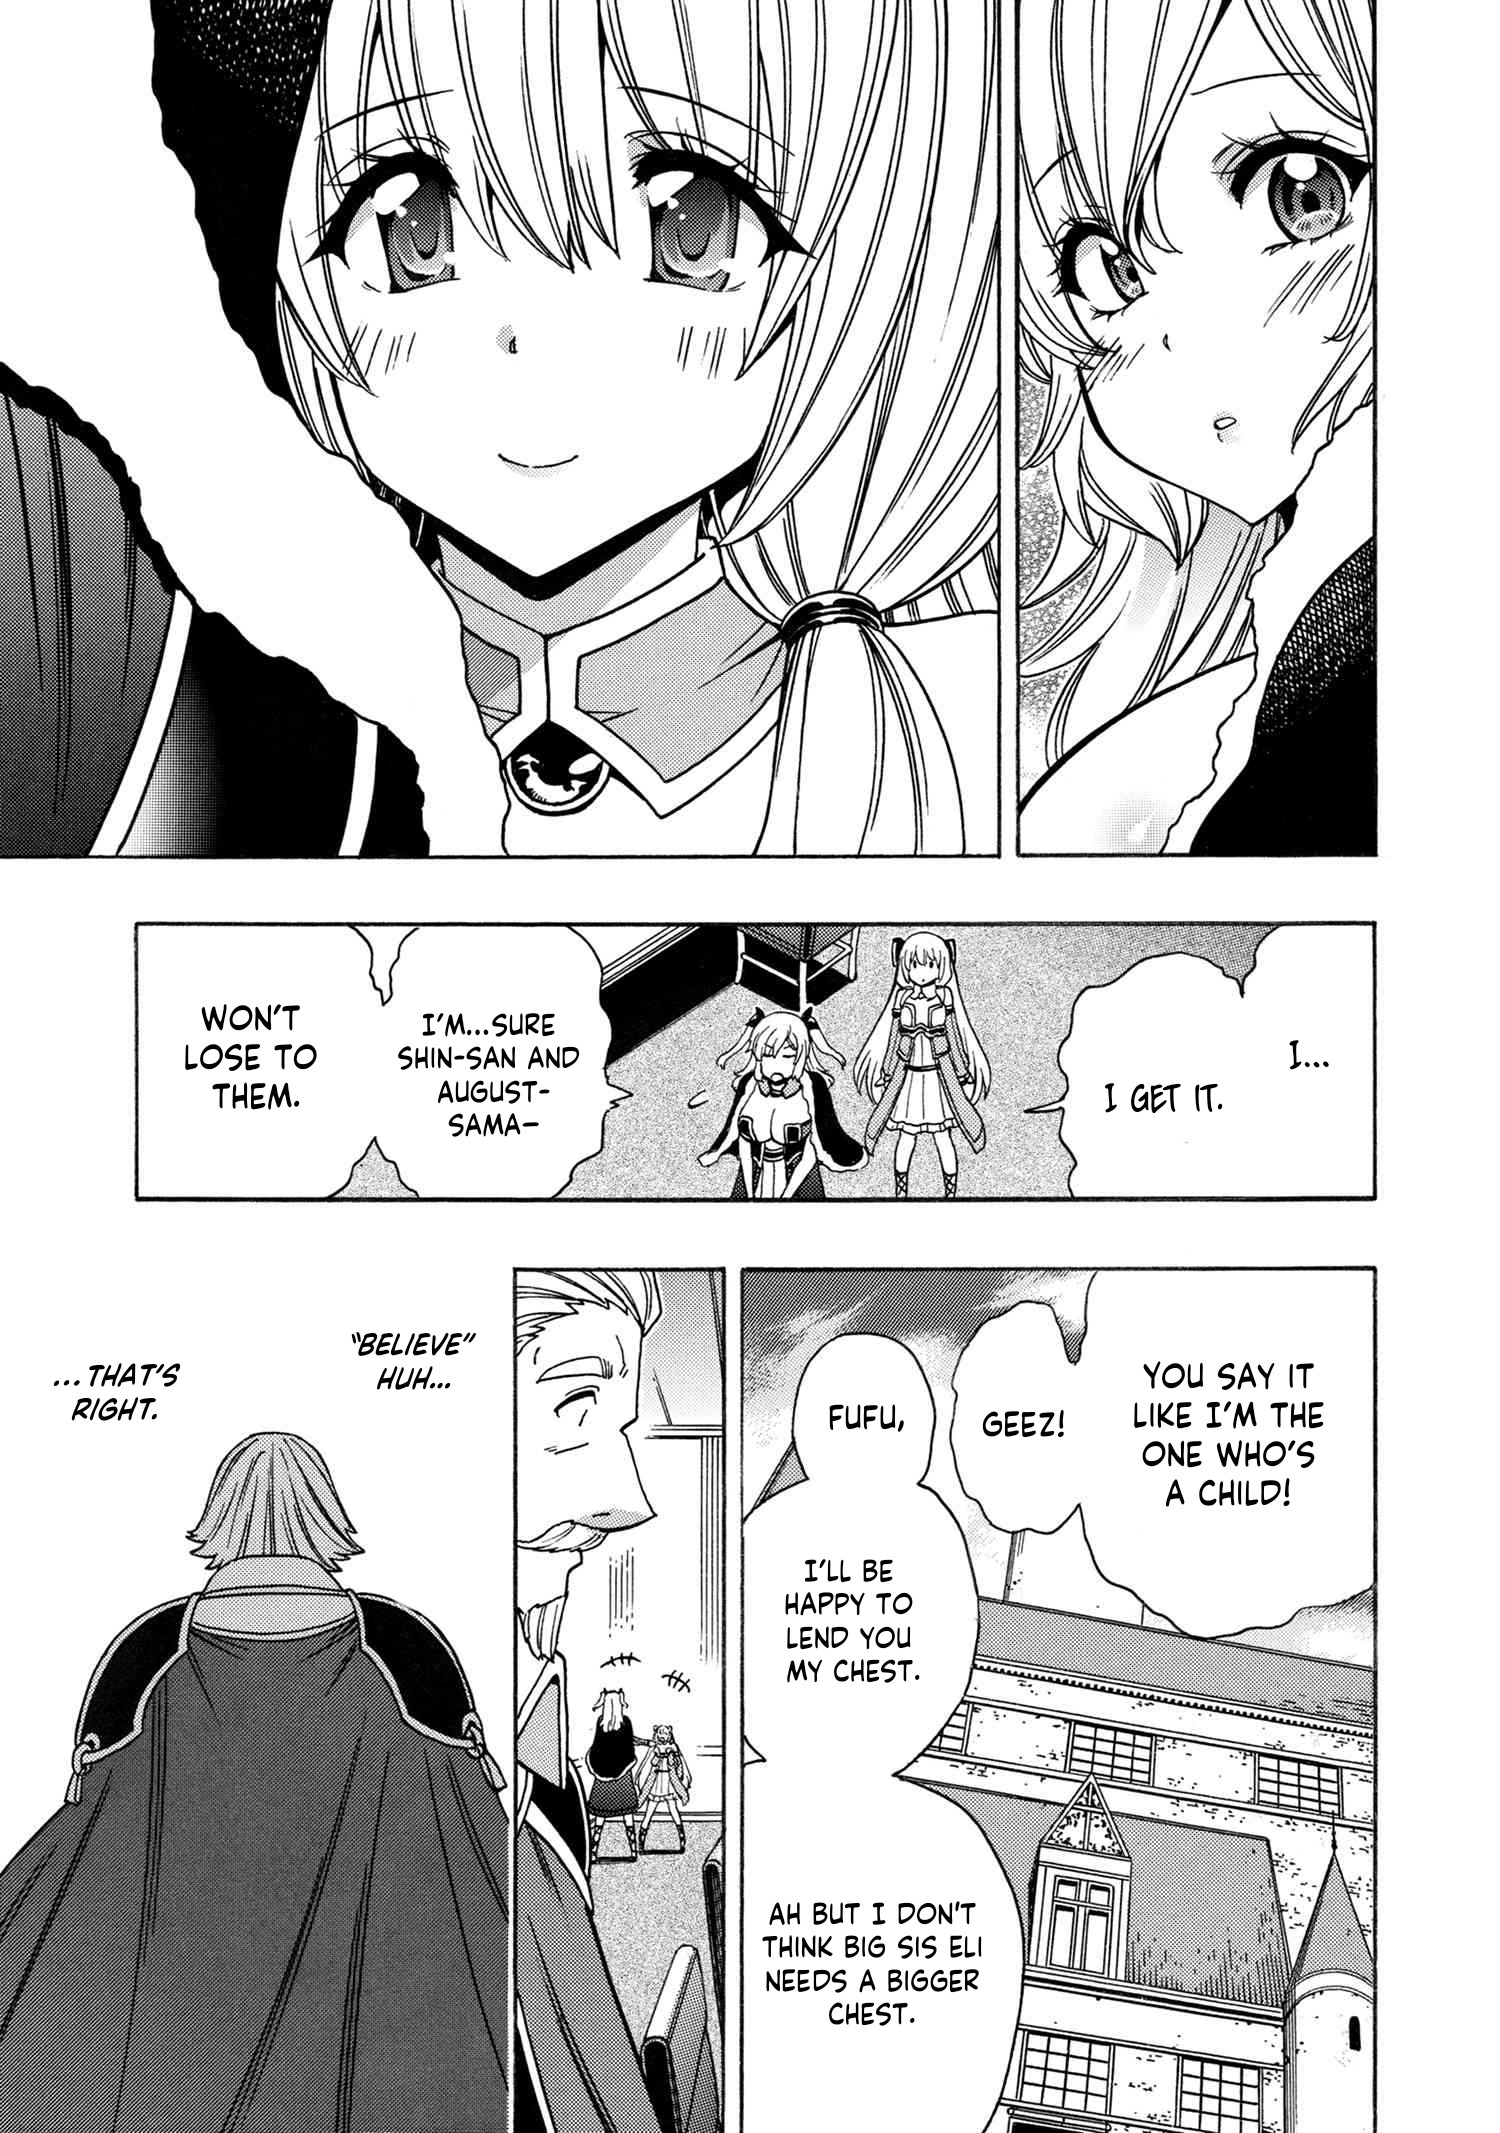 I...
I GET IT.
I'M...SURE
SHIN-SAN AND
AUGUST-
SAMA–
WON'T
LOSE TO
THEM.
YOU SAY IT
LIKE I'M THE
ONE WHO'S
A CHILD!
GEEZ!
FUFU,
I'LL BE
HAPPY TO
LEND YOU
MY CHEST.
AH BUT I DON'T
THINK BIG SIS ELI
NEEDS A BIGGER
CHEST.
"BELIEVE"
HUH...
...THAT'S
RIGHT.